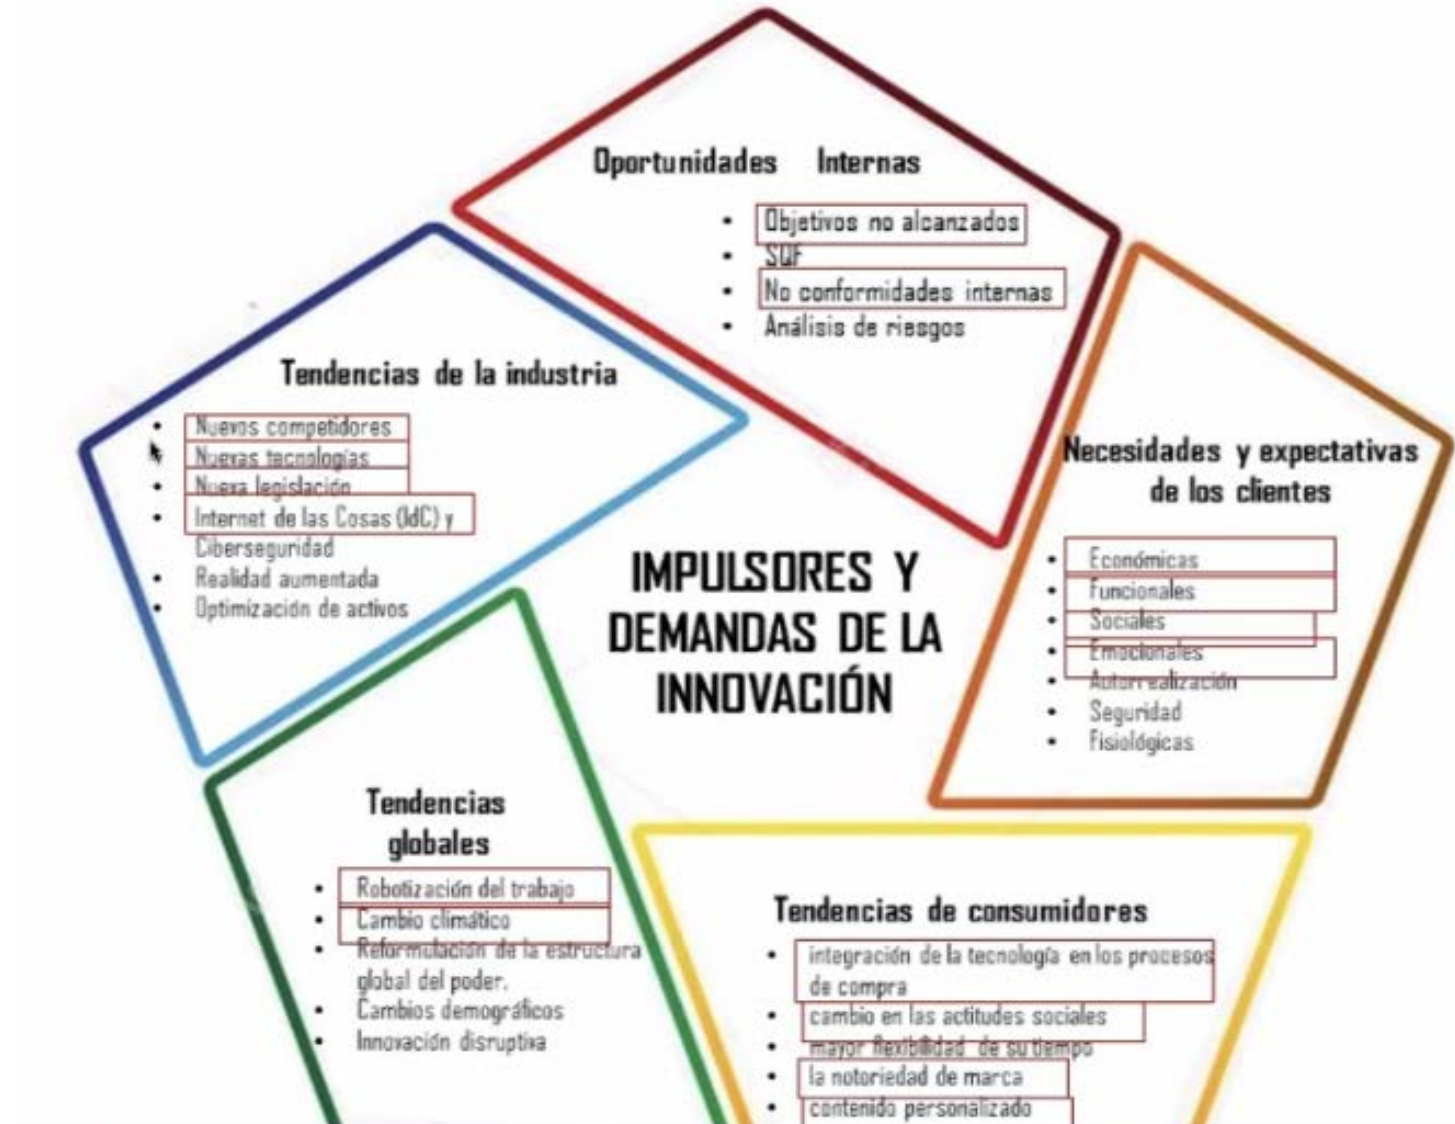 Oportunidades Internas
• Objetivos no alcanzados
• SQF
• No conformidades internas
• Análisis de riesgos
Tendencias de la industria
• Nuevos competidores
• Nuevas tecnologías
• Nueva legislación
• Internet de las Cosas (IdC) y
Ciberseguridad
• Realidad aumentada
• Optimización de activos
Necesidades y expectativas
de los clientes
• Económicas
• Funcionales
• Sociales
• Emocionales
• Autorrealización
• Seguridad
• Fisiológicas
IMPULSORES Y
DEMANDAS DE LA
INNOVACIÓN
Tendencias
globales
• Robotización del trabajo
• Cambio climático
• Reformulación de la estructura
global del poder.
• Cambios demográficos
• Innovación disruptiva
Tendencias de consumidores
• integración de la tecnología en los procesos
de compra
• cambio en las actitudes sociales
• mayor flexibilidad de su tiempo
• la notoriedad de marca
• contenido personalizado